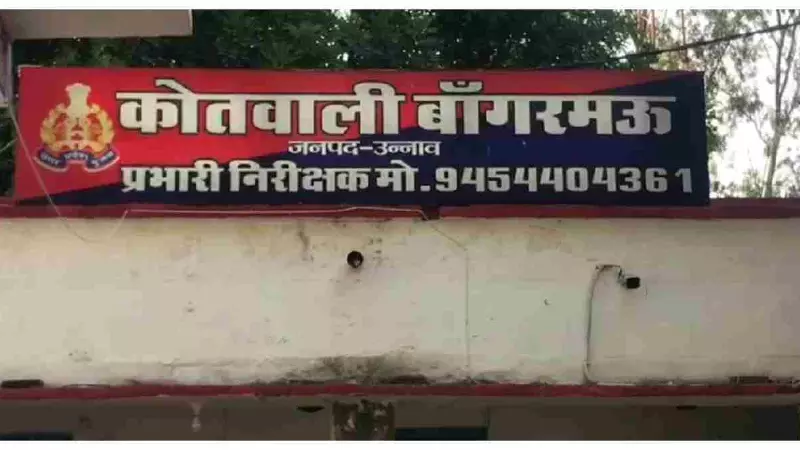 कोतवाली बाँगरमऊ
जनपद-उन्नाव
प्रभारी निरीक्षक मो.9454404361